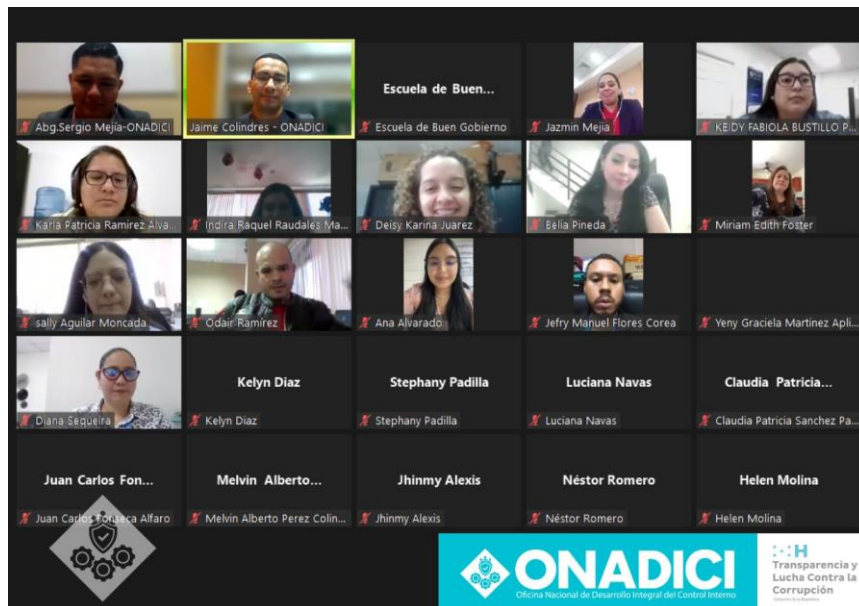 Abg.Sergio Mejía-ONADICI
Jaime Colindres - ONADICI
Escuela de Buen...
Escuela de Buen Gobierno
Jazmin Mejia
KEIDY FABIOLA BUSTILLO P...
Karla Patricia Ramirez Alva...
Indira Raquel Raudales Ma...
Deisy Karina Juarez
Belia Pineda
Miriam Edith Foster
sally Aguilar Moncada
Odair Ramírez
Ana Alvarado
Jefry Manuel Flores Corea
Yeny Graciela Martinez Apli...
Diana Sequeira
Kelyn Diaz
Kelyn Diaz
Stephany Padilla
Stephany Padilla
Luciana Navas
Luciana Navas
Claudia Patricia...
Claudia Patricia Sanchez Pa...
Juan Carlos Fon...
Juan Carlos Fonseca Alfaro
Melvin Alberto...
Melvin Alberto Perez Colin...
Jhinmy Alexis
Jhinmy Alexis
Néstor Romero
Néstor Romero
Helen Molina
Helen Molina
ONADICI
Oficina Nacional de Desarrollo Integral del Control Interno
H
Transparencia y
Lucha Contra la
Corrupción